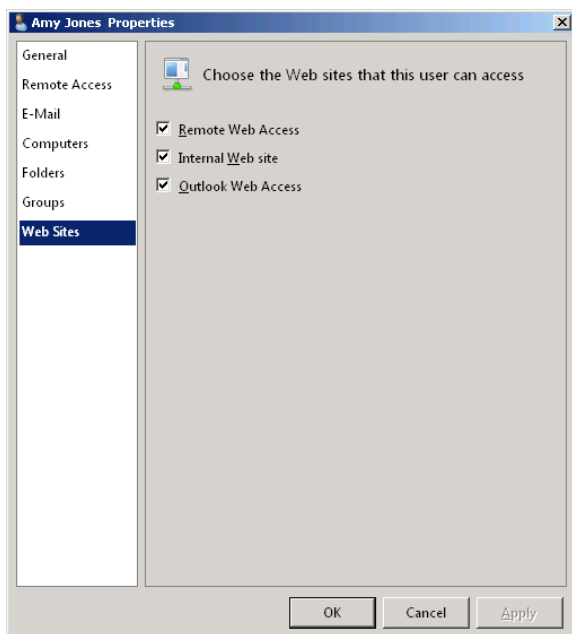 Amy Jones Properties
General
Remote Access
E-Mail
Computers
Folders
Groups
Web Sites
Choose the Web sites that this user can access
Remote Web Access
Internal Web site
Outlook Web Access
OK
Cancel
Apply